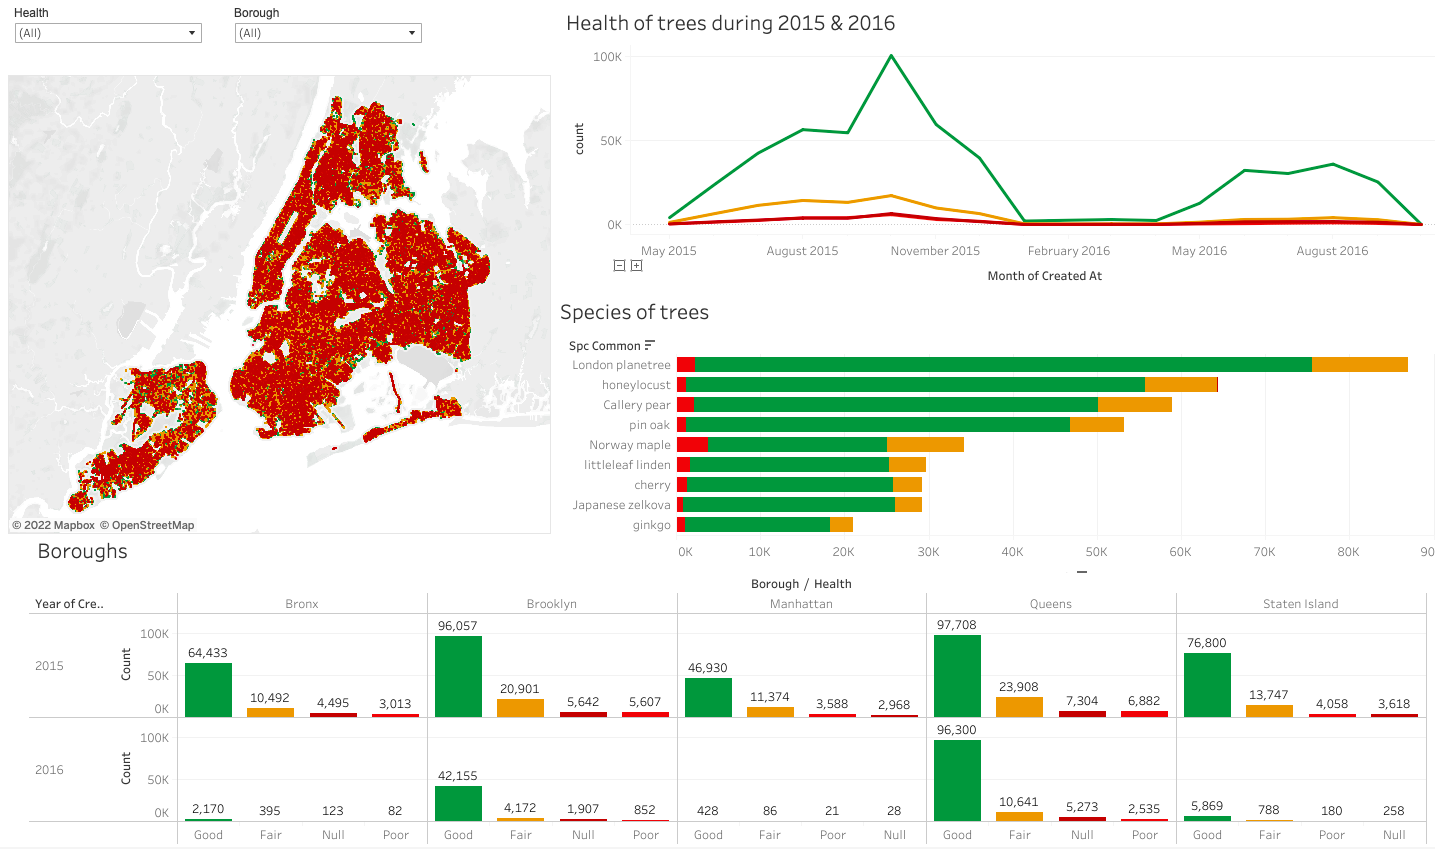 Health
Borough
(All)
(All)
Health of trees during 2015 & 2016
100K
50K
0K
count
May 2015
August 2015
November 2015
February 2016
May 2016
August 2016
Month of Created At
© 2022 Mapbox © OpenStreetMap
Species of trees
Spc Common
London planetree
honeylocust
Callery pear
pin oak
Norway maple
littleleaf linden
cherry
Japanese zelkova
ginkgo
0K 10K 20K 30K 40K 50K 60K 70K 80K 90
Boroughs
Borough / Health
Year of Cre.. Bronx Brooklyn Manhattan Queens Staten Island
2015
Count
100K
50K
0K
64,433 10,492 4,495 3,013
96,057 20,901 5,642 5,607
46,930 11,374 3,588 2,968
97,708 23,908 7,304 6,882
76,800 13,747 4,058 3,618
2016
Count
100K
50K
0K
2,170 395 123 82
42,155 4,172 1,907 852
428 86 21 28
96,300 10,641 5,273 2,535
5,869 788 180 258
Good Fair Null Poor Good Fair Null Poor Good Fair Poor Null Good Fair Null Poor Good Fair Poor Null